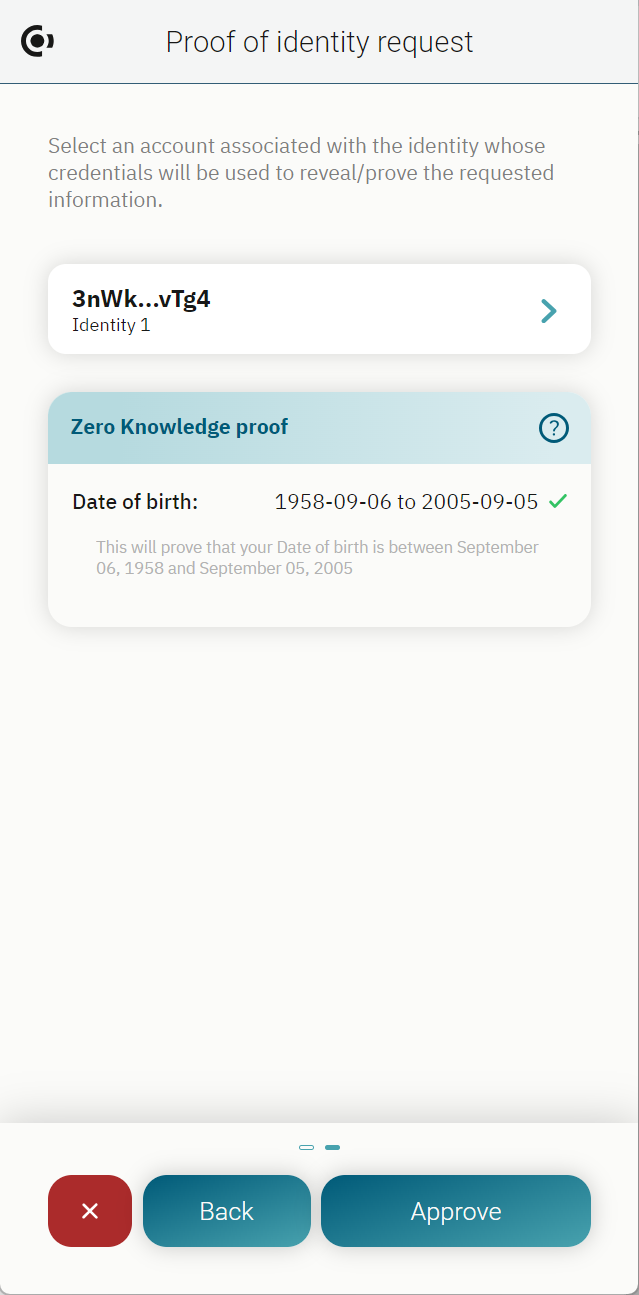 Proof of identity request
Select an account associated with the identity whose
credentials will be used to reveal/prove the requested
information.
3nWk...vTg4
Identity 1
Zero Knowledge proof
Date of birth: 1958-09-06 to 2005-09-05
This will prove that your Date of birth is between September
06, 1958 and September 05, 2005
Back Approve